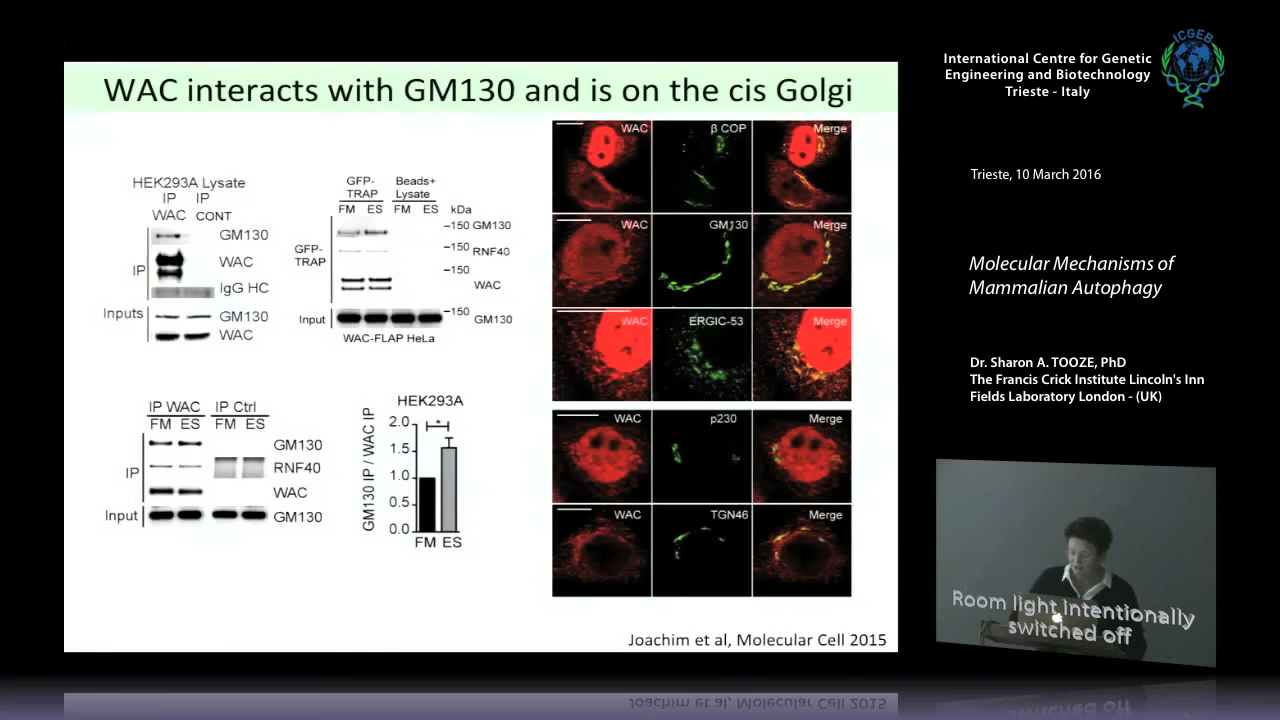 WAC interacts with GM130 and is on the cis Golgi
HEK293A Lysate
IP IP
WAC CONT
GM130
WAC
IgG HC
IP
Inputs
GM130
WAC
GFP-
TRAP
Beads+
Lysate
FM ES FM ES
kDa
GFP-
TRAP
150 GM130
150 RNF40
150
WAC
Input
150 GM130
WAC-FLAP HeLa
IP WAC IP Ctrl
FM ES FM ES
IP
GM130
RNF40
WAC
Input
GM130
HEK293A
GM130 IP / WAC IP
2.0
*
1.5
1.0
0.5
0.0
FM ES
WAC β COP Merge
WAC GM130 Merge
WAC ERGIC-53 Merge
WAC p230 Merge
WAC TGN46 Merge
Joachim et al, Molecular Cell 2015
International Centre for Genetic
Engineering and Biotechnology
Trieste - Italy
ICGEB
Trieste, 10 March 2016
Molecular Mechanisms of
Mammalian Autophagy
Dr. Sharon A. TOOZE, PhD
The Francis Crick Institute Lincoln's Inn
Fields Laboratory London - (UK)
Room light intentionally
switched off